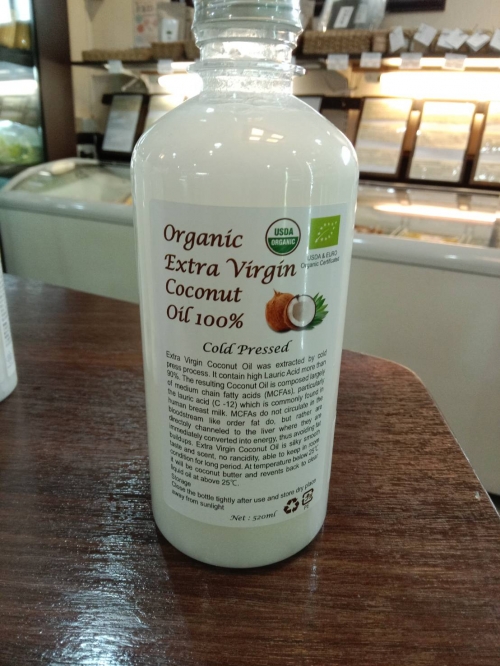 Organic
Extra Virgin
Coconut
Oil 100%
USDA
ORGANIC
USDA & EURO
Organic Certificated
Cold Pressed
Extra Virgin Coconut Oil was extracted by cold
press process. It contain high Lauric Acid more than
90%. The resulting Coconut Oil is composed largely
of medium chain fatty acids (MCFAs), particularly
the lauric acid (C -12) which is commonly found in
human breast milk. MCFAs do not circulate in the
bloodstream like order fat do, but rather are
directoly channeled to the liver where they are
immediately converted into energy, thus avoiding fat
buildups. Extra Virgin Coconut Oil is silky smooth
taste and scent, no rancidity, able to keep in room
condition for long period. At temperature below 25℃
it will be coconut butter and revents back to clear
liquid oil at above 25℃.
Storage
Close the bottle tightly after use and store dry place
away from sunlight
Net : 520ml